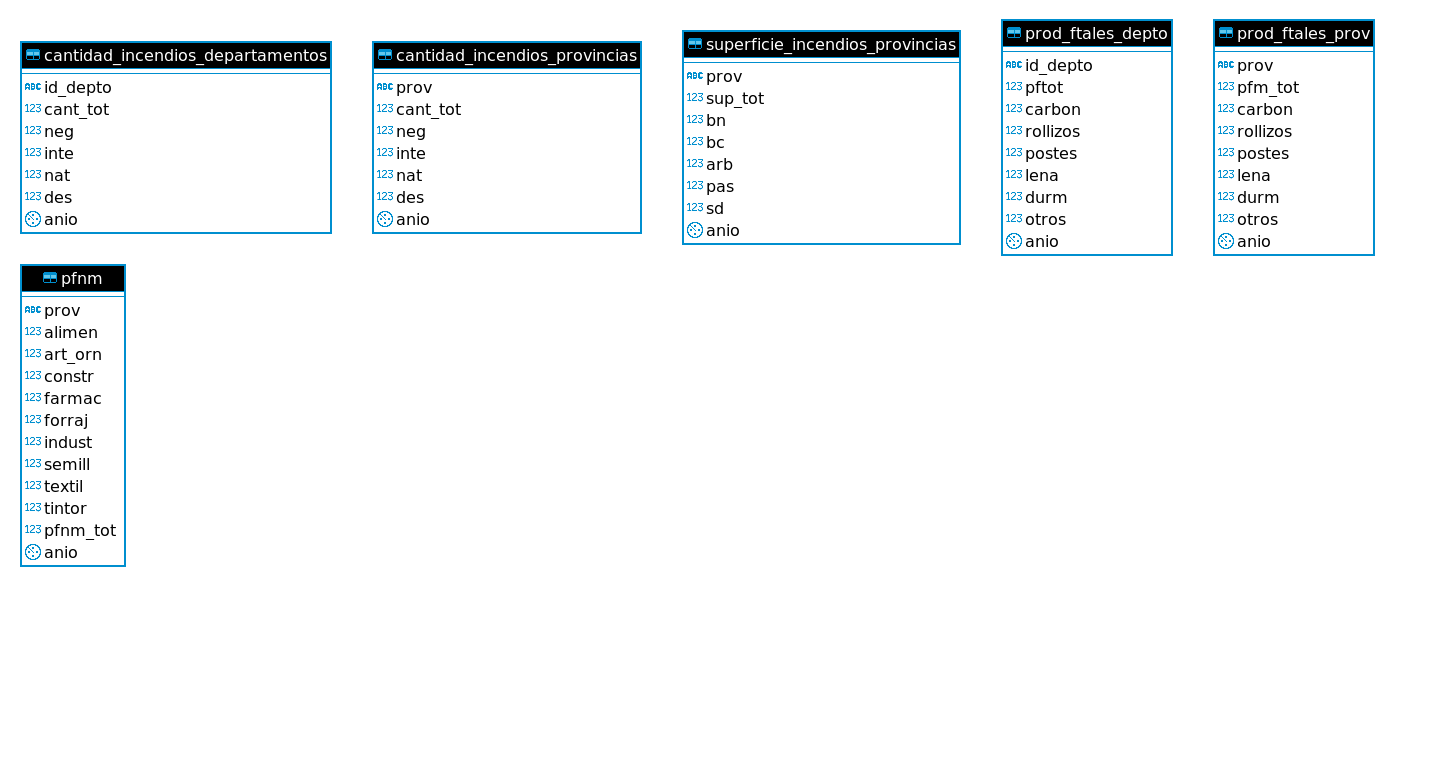 cantidad_incendios_departamentos
ABC id_depto
123 cant_tot
123 neg
123 inte
123 nat
123 des
anio
cantidad_incendios_provincias
ABC prov
123 cant_tot
123 neg
123 inte
123 nat
123 des
anio
superficie_incendios_provincias
ABC prov
123 sup_tot
123 bn
123 bc
123 arb
123 pas
123 sd
anio
prod_ftales_depto
ABC id_depto
123 pftot
123 carbon
123 rollizos
123 postes
123 lena
123 durm
123 otros
anio
prod_ftales_prov
ABC prov
123 pfm_tot
123 carbon
123 rollizos
123 postes
123 lena
123 durm
123 otros
anio
pfnm
ABC prov
123 alimen
123 art_orn
123 constr
123 farmac
123 forraj
123 indust
123 semill
123 textil
123 tintor
123 pfnm_tot
anio